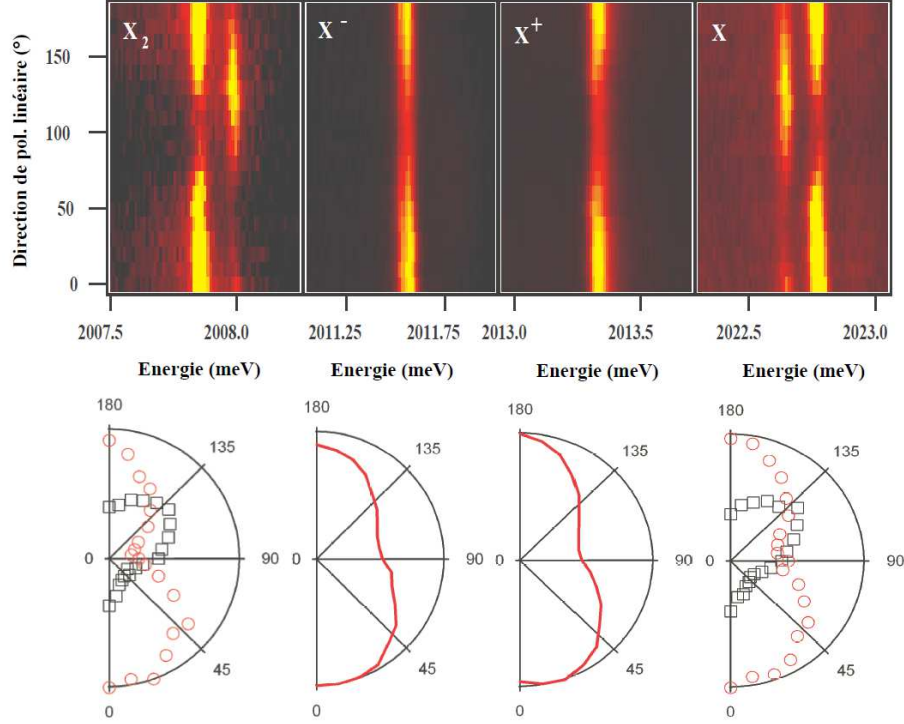 Direction de pol. linéaire (°)
150
100
50
0
X2
X-
X+
X
2007.5 2008.0 2011.25 2011.75 2013.0 2013.5 2022.5 2023.0
Energie (meV) Energie (meV) Energie (meV) Energie (meV)
180 180 180 180
135 135 135 135
0 90 0 90 0 90 0 90
45 45 45 45
0 0 0 0